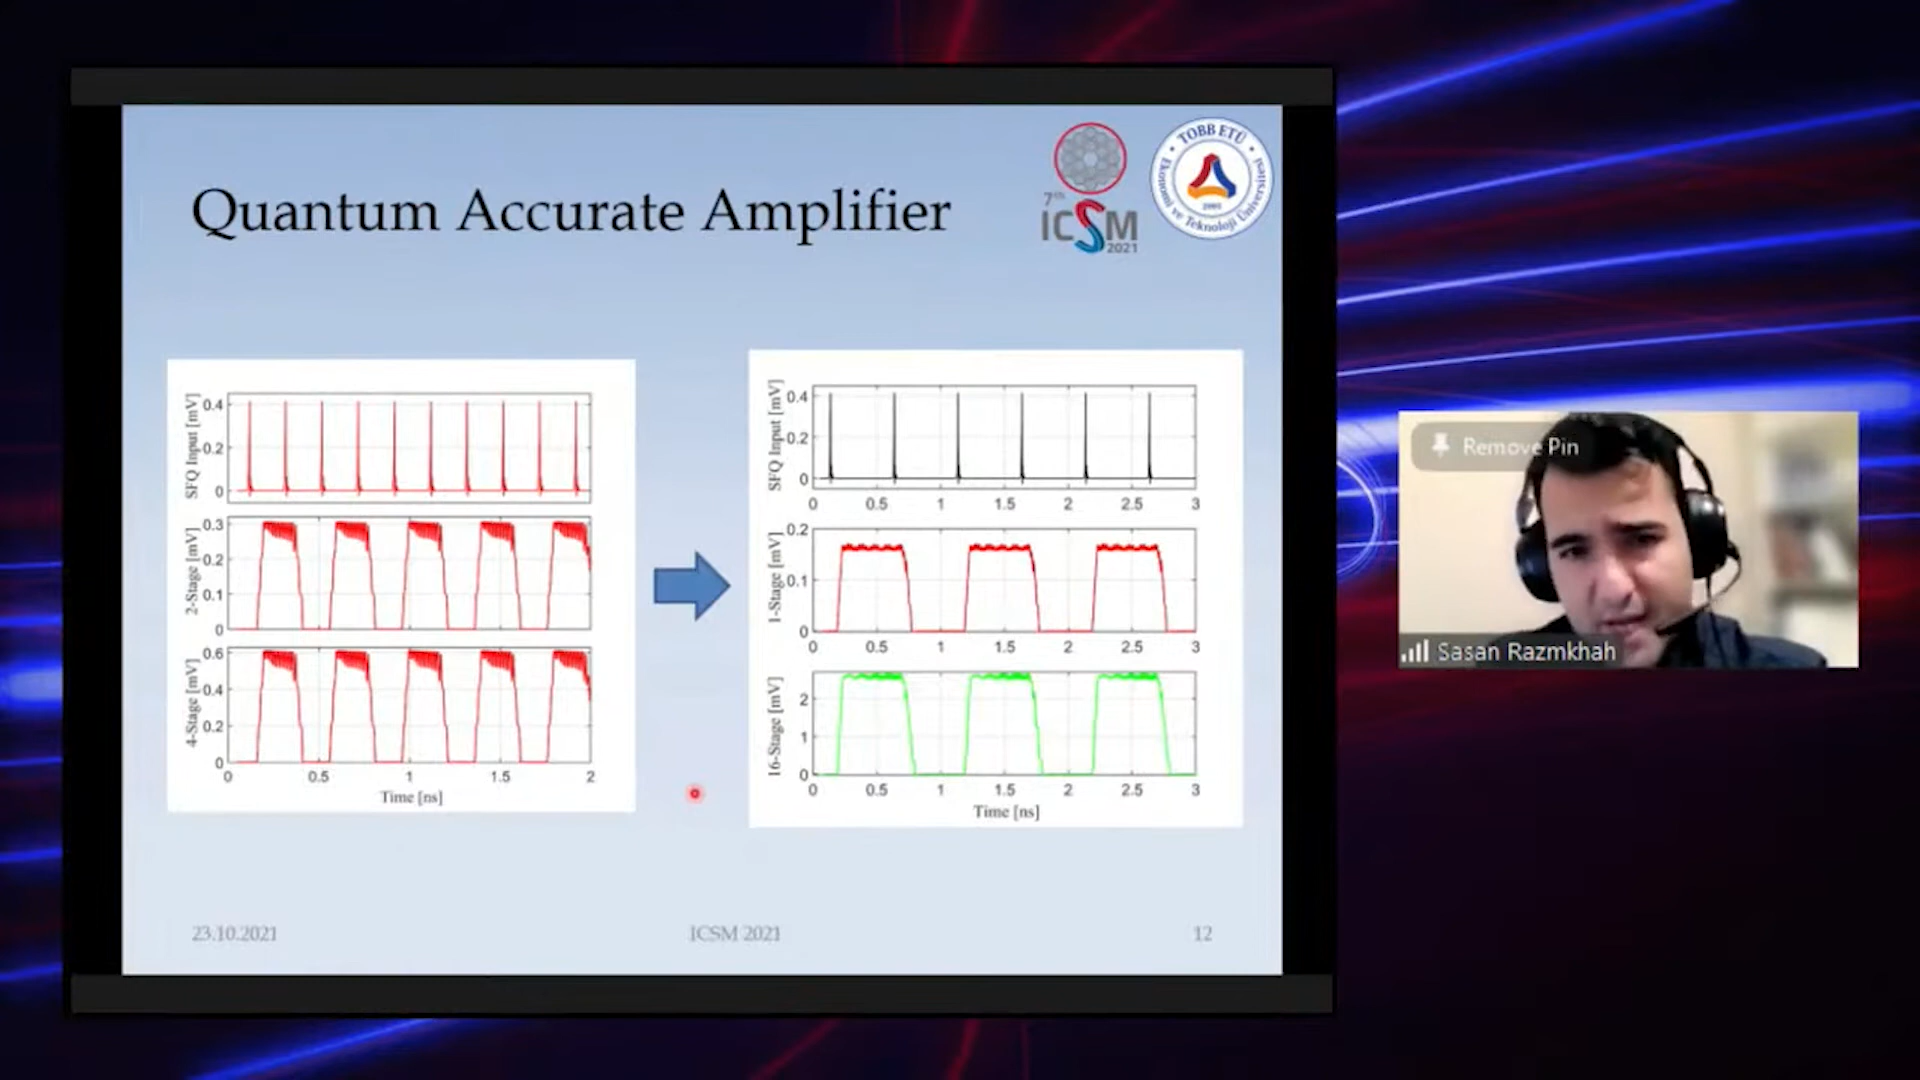 Quantum Accurate Amplifier
7th
ICSM
2021
TOBB ETÜ
Ekonomi ve Teknoloji Üniversitesi
SFQ Input [mV]
0.4
0.2
0
2-Stage [mV]
0.3
0.2
0.1
0
4-Stage [mV]
0.6
0.4
0.2
0
0 0.5 1 1.5 2
Time [ns]
SFQ Input [mV]
0.4
0.2
0
0 0.5 1 1.5 2 2.5 3
1-Stage [mV]
0.2
0.1
0
0 0.5 1 1.5 2 2.5 3
16-Stage [mV]
2
1
0
0 0.5 1 1.5 2 2.5 3
Time [ns]
23.10.2021
ICSM 2021
12
Remove Pin
Sasan Razmkhah